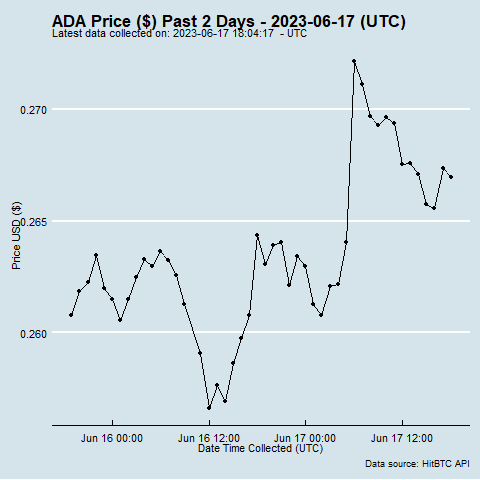 ADA Price ($) Past 2 Days - 2023-06-17 (UTC)
Latest data collected on: 2023-06-17 18:04:17 - UTC
0.270
0.265
0.260
Price USD ($)
Jun 16 00:00 Jun 16 12:00 Jun 17 00:00 Jun 17 12:00
Date Time Collected (UTC)
Data source: HitBTC API